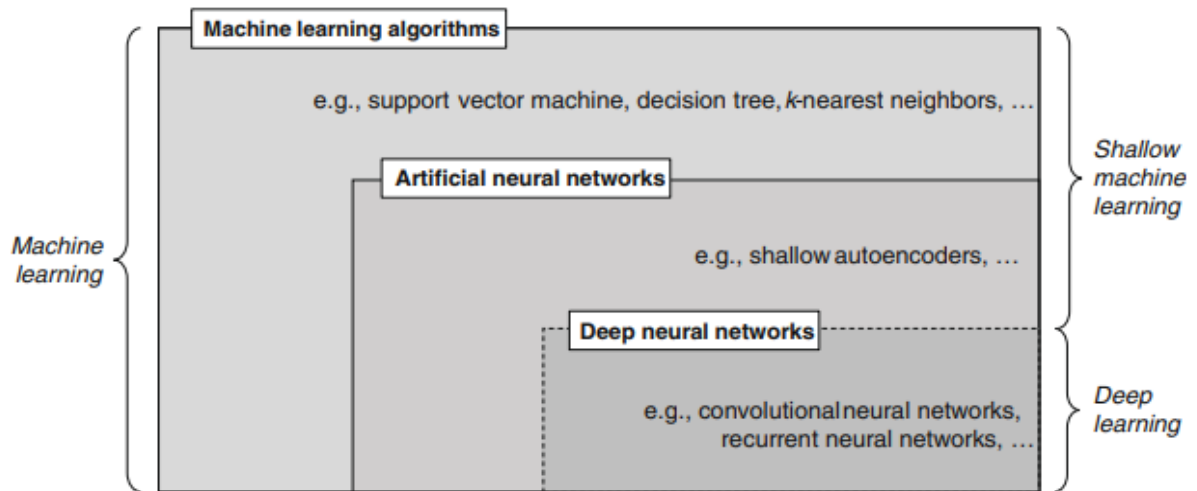 Machine learning algorithms
e.g., support vector machine, decision tree, k-nearest neighbors, …
Shallow
machine
learning
Artificial neural networks
Machine
learning
e.g., shallow autoencoders, …
Deep neural networks
e.g., convolutional neural networks,
recurrent neural networks, …
Deep
learning